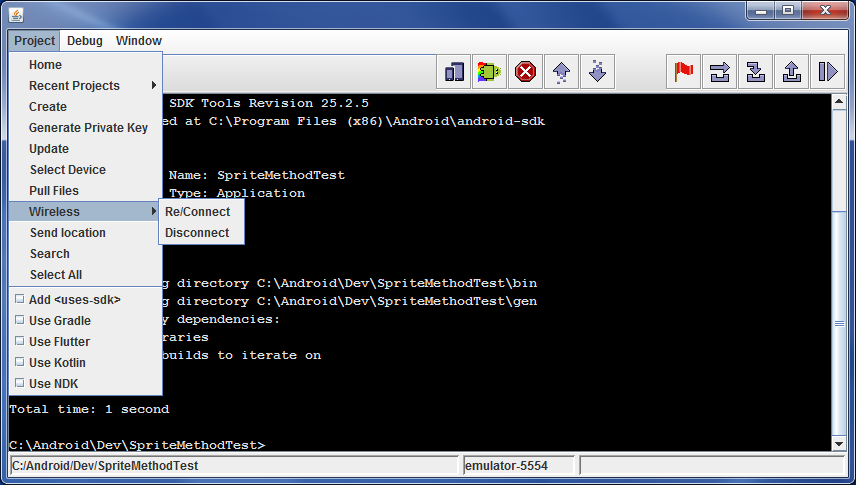 Project Debug Window
Home
Recent Projects
Create
Generate Private Key
Update
Select Device
Pull Files
Wireless
Send location
Search
Select All
Add <uses-sdk>
Use Gradle
Use Flutter
Use Kotlin
Use NDK
Re/Connect
Disconnect
SDK Tools Revision 25.2.5
ed at C:\Program Files (x86)\Android\android-sdk
Name: SpriteMethodTest
Type: Application
g directory C:\Android\Dev\SpriteMethodTest\bin
g directory C:\Android\Dev\SpriteMethodTest\gen
y dependencies:
raries
builds to iterate on
Total time: 1 second
C:\Android\Dev\SpriteMethodTest>
C:/Android/Dev/SpriteMethodTest emulator-5554